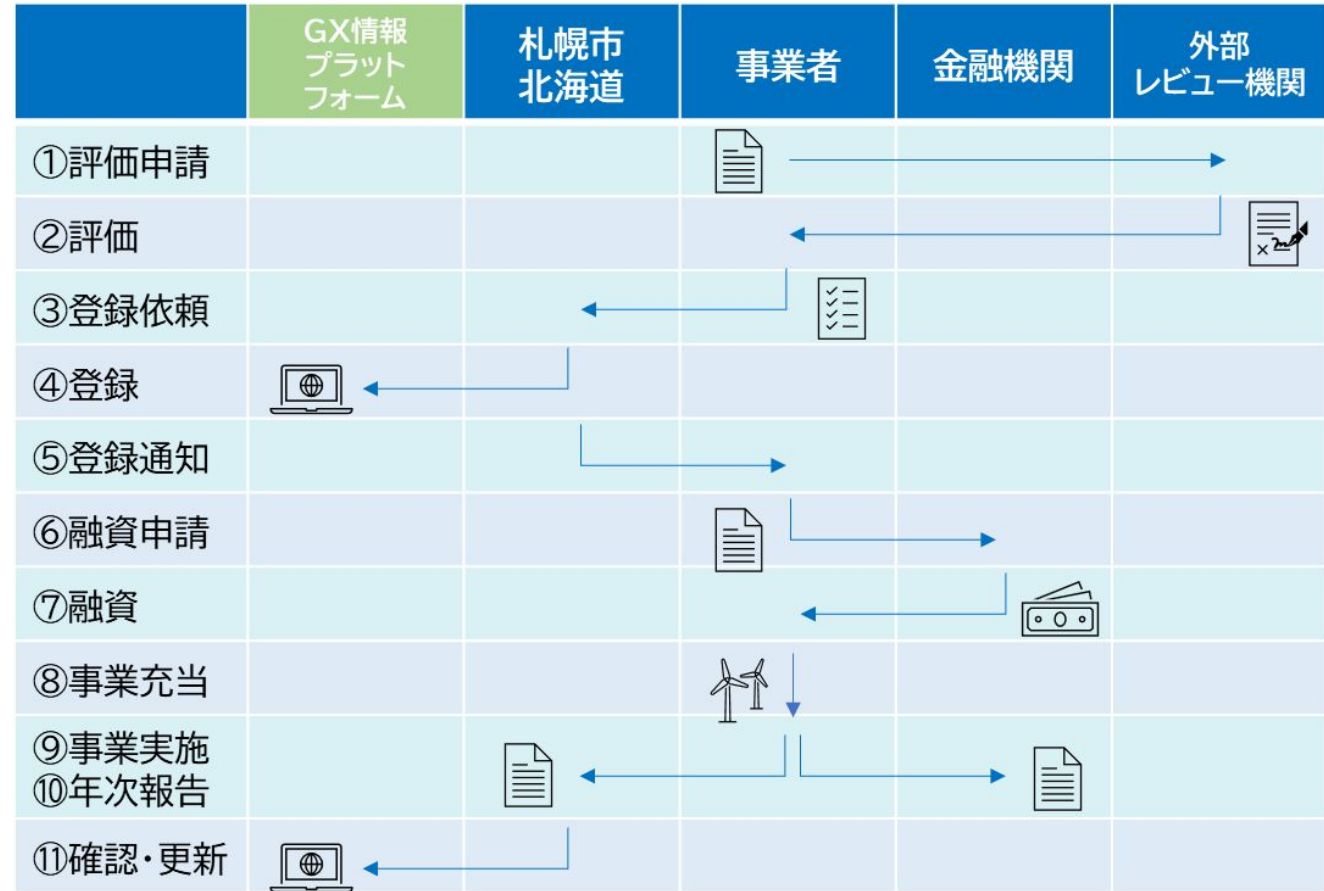 GX情報
プラット
フォーム
札幌市
北海道
事業者
金融機関
外部
レビュー機関
①評価申請
②評価
③登録依頼
④登録
⑤登録通知
⑥融資申請
⑦融資
⑧事業充当
⑨事業実施
⑩年次報告
⑪確認・更新